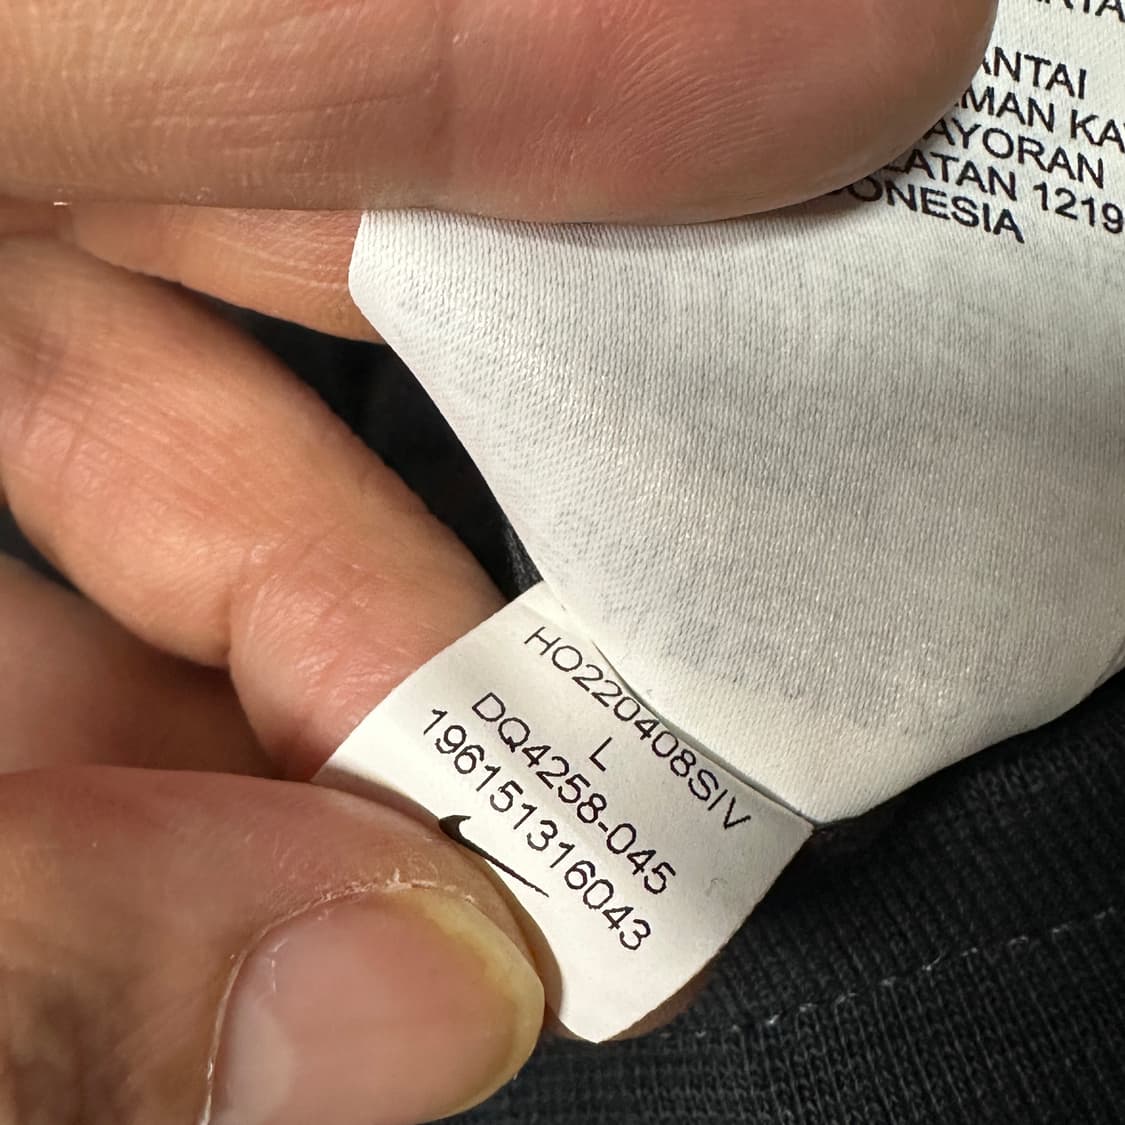 ANTAI
MAN KA
AYORAN
LATAN 1219
ONESIA
HO220408SIV
L
DQ4258-045
196151316043